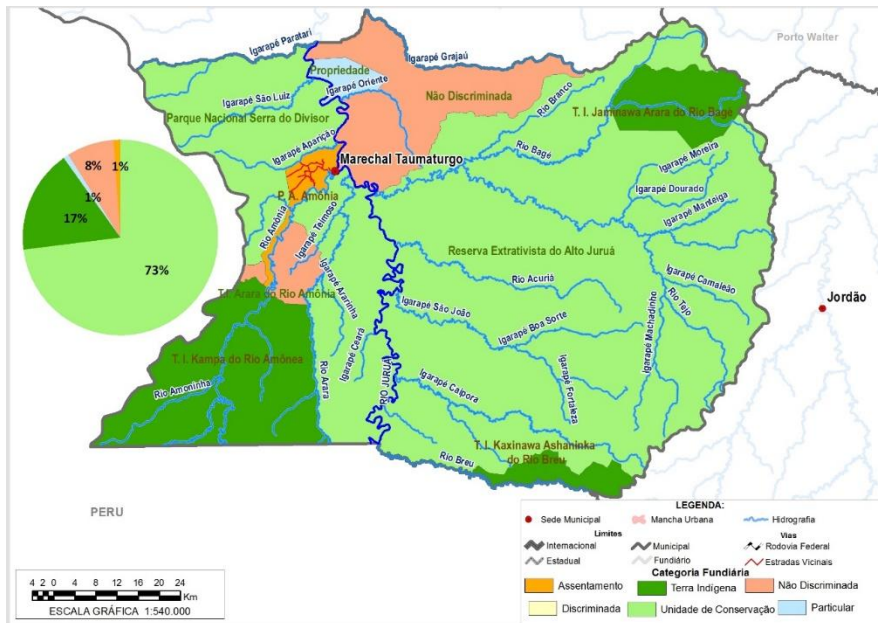 Igarapé Paratari
Igarapé Grajaú
Porto Walter
Propriedade
Igarapé Oriente
Igarapé São Luiz
Não Discriminada
Rio Branco
T. I. Jaminawa Arara do Rio Bagé
Parque Nacional Serra do Divisor
Igarapé Aparição
Marechal Taumaturgo
Rio Bagé
Igarapé Moreira
Igarapé Dourado
Igarapé Manteiga
P. A. Amônia
Rio Amônia
Igarapé Teimoso
Reserva Extrativista do Alto Juruá
Rio Acuriá
Igarapé Camaleão
Rio Tejo
Igarapé Machadinho
Jordão
T.I. Arara do Rio Amônia
Igarapé Ararinha
Igarapé São João
Igarapé Boa Sorte
Igarapé Ceará
T. I. Kampa do Rio Amônea
Rio Amoninha
Rio Arara
RIO JURUÁ
Igarapé Caipora
Igarapé Fortaleza
T. I. Kaxinawa Ashaninka
do Rio Breu
Rio Breu
PERU
8%
1%
1%
17%
73%
4 2 0 4 8 12 16 20 24
Km
ESCALA GRÁFICA 1:540.000
LEGENDA:
Sede Municipal
Mancha Urbana
Hidrografia
Limites
Vias
Internacional
Municipal
Rodovia Federal
Estadual
Fundiário
Estradas Vicinais
Categoria Fundiária
Assentamento
Terra Indígena
Não Discriminada
Discriminada
Unidade de Conservação
Particular